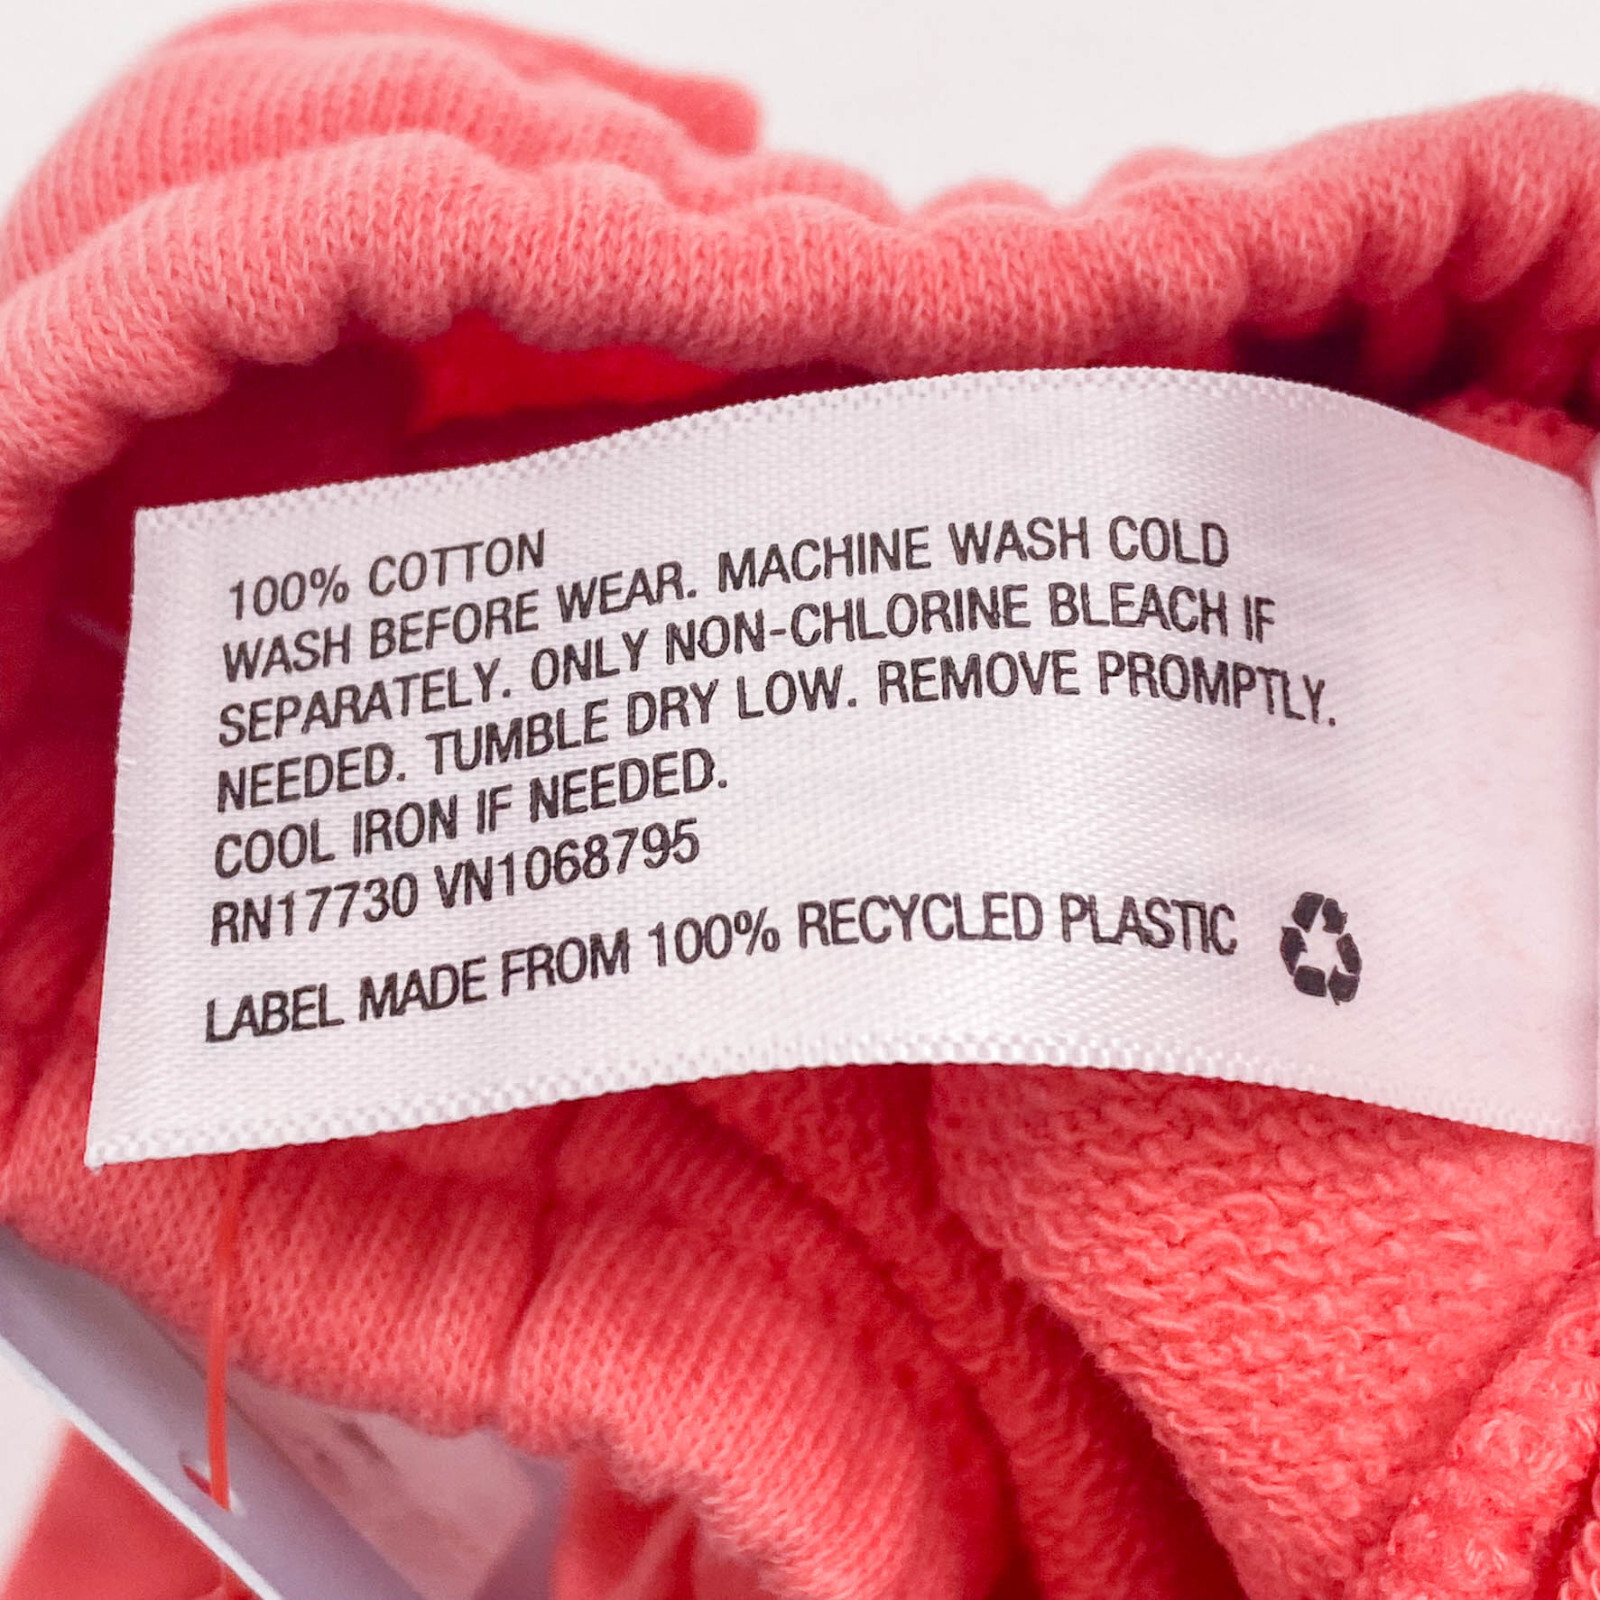 100% COTTON
WASH BEFORE WEAR. MACHINE WASH COLD
SEPARATELY. ONLY NON-CHLORINE BLEACH IF
NEEDED. TUMBLE DRY LOW. REMOVE PROMPTLY.
COOL IRON IF NEEDED.
RN17730 VN1068795
LABEL MADE FROM 100% RECYCLED PLASTIC